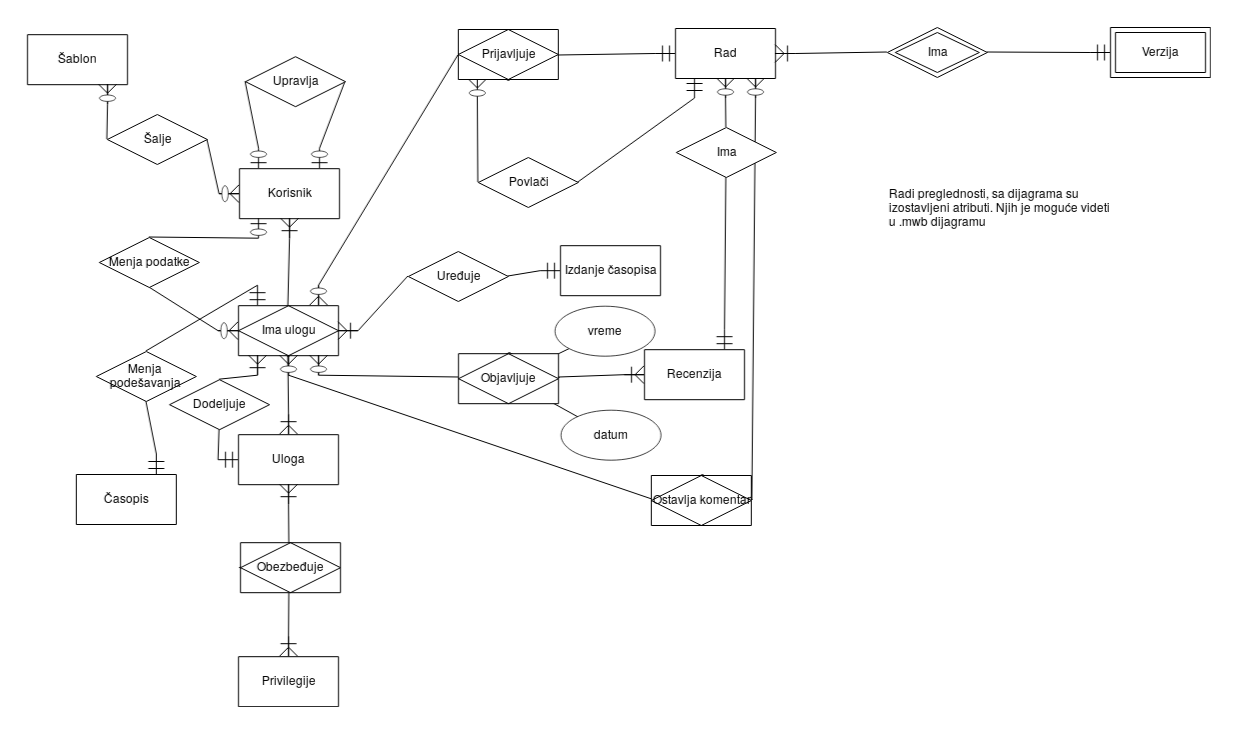 Šablon
Upravlja
Prijavljuje
Rad
Ima
Verzija
Šalje
Ima
Korisnik
Povlači
Radi preglednosti, sa dijagrama su
izostavljeni atributi. Njih je moguće videti
u .mwb dijagramu
Menja podatke
Uređuje
Izdanje časopisa
Ima ulogu
vreme
Menja
podešavanja
Objavljuje
Recenzija
Dodeljuje
datum
Uloga
Časopis
Ostavlja komentar
Obezbeđuje
Privilegije